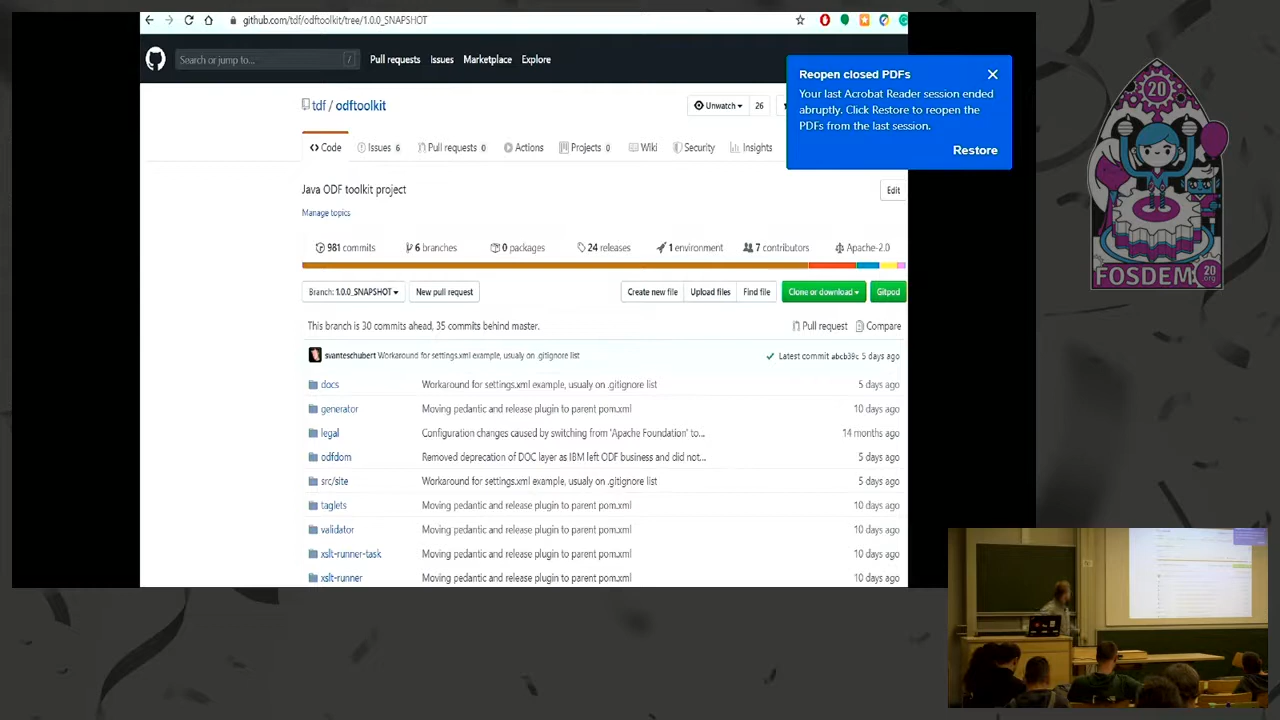 github.com/tdf/odftoolkit/tree/1.0.0_SNAPSHOT
Search or jump to...
/
Pull requests
Issues
Marketplace
Explore
Reopen closed PDFs
Your last Acrobat Reader session ended
abruptly. Click Restore to reopen the
PDFs from the last session.
Restore
tdf / odftoolkit
Unwatch
26
Code
Issues 6
Pull requests 0
Actions
Projects 0
Wiki
Security
Insights
Java ODF toolkit project
Edit
Manage topics
981 commits
6 branches
0 packages
24 releases
1 environment
7 contributors
Apache-2.0
Branch: 1.0.0_SNAPSHOT
New pull request
Create new file
Upload files
Find file
Clone or download
Gitpod
This branch is 30 commits ahead, 35 commits behind master.
Pull request
Compare
svanteschubert Workaround for settings.xml example, usualy on .gitignore list
Latest commit abcb39c 5 days ago
docs Workaround for settings.xml example, usualy on .gitignore list 5 days ago
generator Moving pedantic and release plugin to parent pom.xml 10 days ago
legal Configuration changes caused by switching from 'Apache Foundation' to... 14 months ago
odfdom Removed deprecation of DOC layer as IBM left ODF business and did not... 5 days ago
src/site Workaround for settings.xml example, usualy on .gitignore list 5 days ago
taglets Moving pedantic and release plugin to parent pom.xml 10 days ago
validator Moving pedantic and release plugin to parent pom.xml 10 days ago
xslt-runner-task Moving pedantic and release plugin to parent pom.xml 10 days ago
xslt-runner Moving pedantic and release plugin to parent pom.xml 10 days ago
20
FOSDEM
20
.org